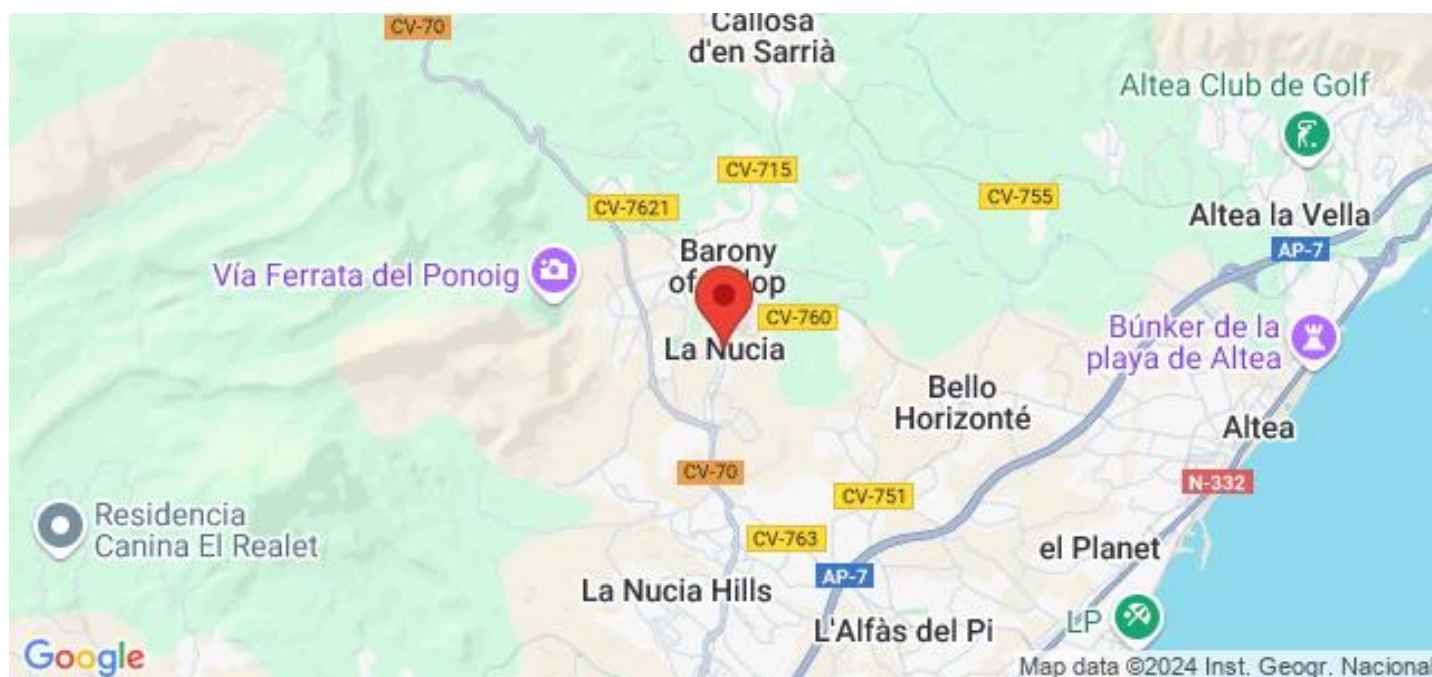 CV-70
Callosa
d'en Sarrià
Altea Club de Golf
CV-715
CV-7621
CV-755
Altea la Vella
AP-7
Barony
Vía Ferrata del Ponoig
CV-760
La Nucia
Búnker de la
playa de Altea
Bello
Horizonté
Altea
CV-70
N-332
CV-751
Residencia
Canina El Realet
CV-763
el Planet
AP-7
La Nucia Hills
L'Alfàs del Pi
LP
Google
Map data ©2024 Inst. Geogr. Nacional